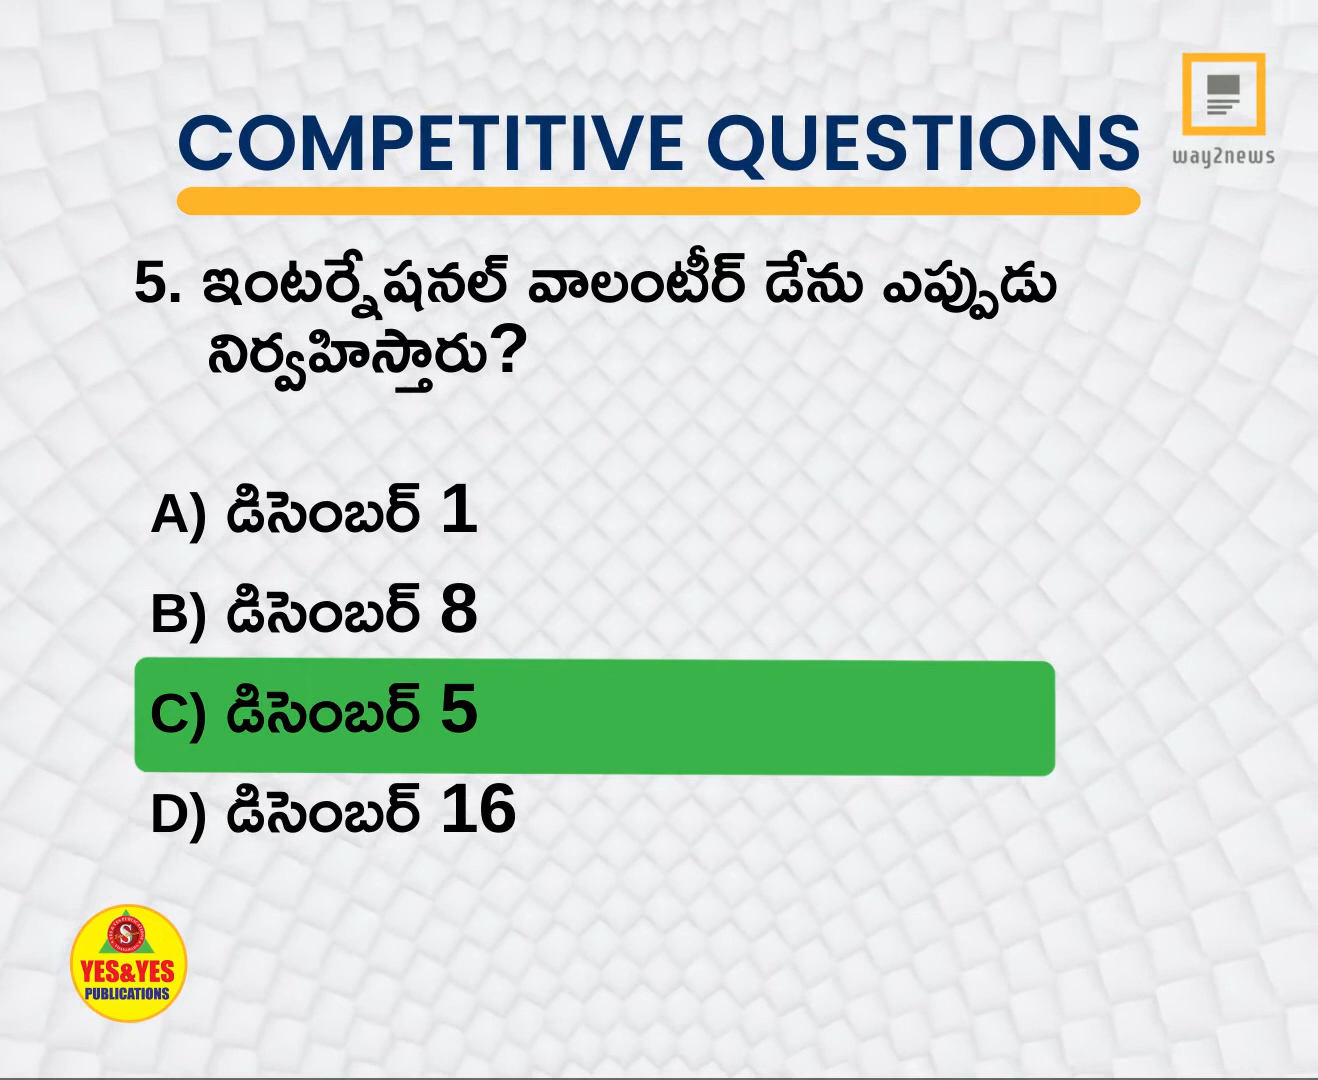 way2news
COMPETITIVE QUESTIONS
5. ఇంటర్నేషనల్ వాలంటీర్ డేను ఎప్పుడు
నిర్వహిస్తారు?
A) డిసెంబర్ 1
B) డిసెంబర్ 8
C) డిసెంబర్ 5
D) డిసెంబర్ 16
S
YES&YES
PUBLICATIONS